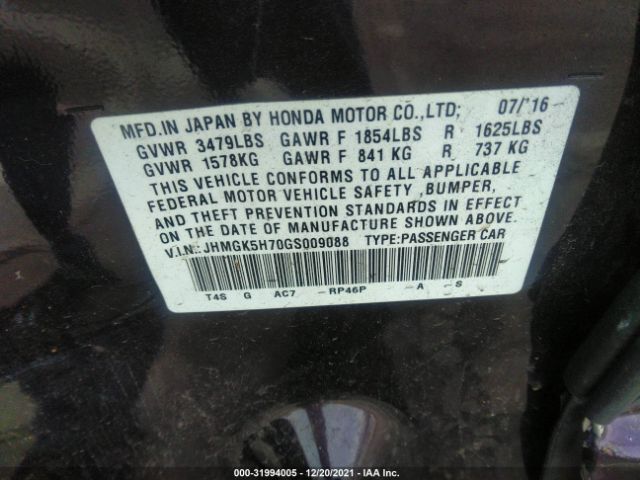 MFD.IN JAPAN BY HONDA MOTOR CO.,LTD; 07/'16
GVWR 3479LBS GAWR F 1854LBS R 1625LBS
GVWR 1578KG GAWR F 841 KG R 737 KG
THIS VEHICLE CONFORMS TO ALL APPLICABLE
FEDERAL MOTOR VEHICLE SAFETY ,BUMPER,
AND THEFT PREVENTION STANDARDS IN EFFECT
ON THE DATE OF MANUFACTURE SHOWN ABOVE.
V.I.N.: JHMGK5H70GS009088 TYPE:PASSENGER CAR
T4S G AC7 -RP46P -A -S
000-31994005 - 12/20/2021 - IAA Inc.